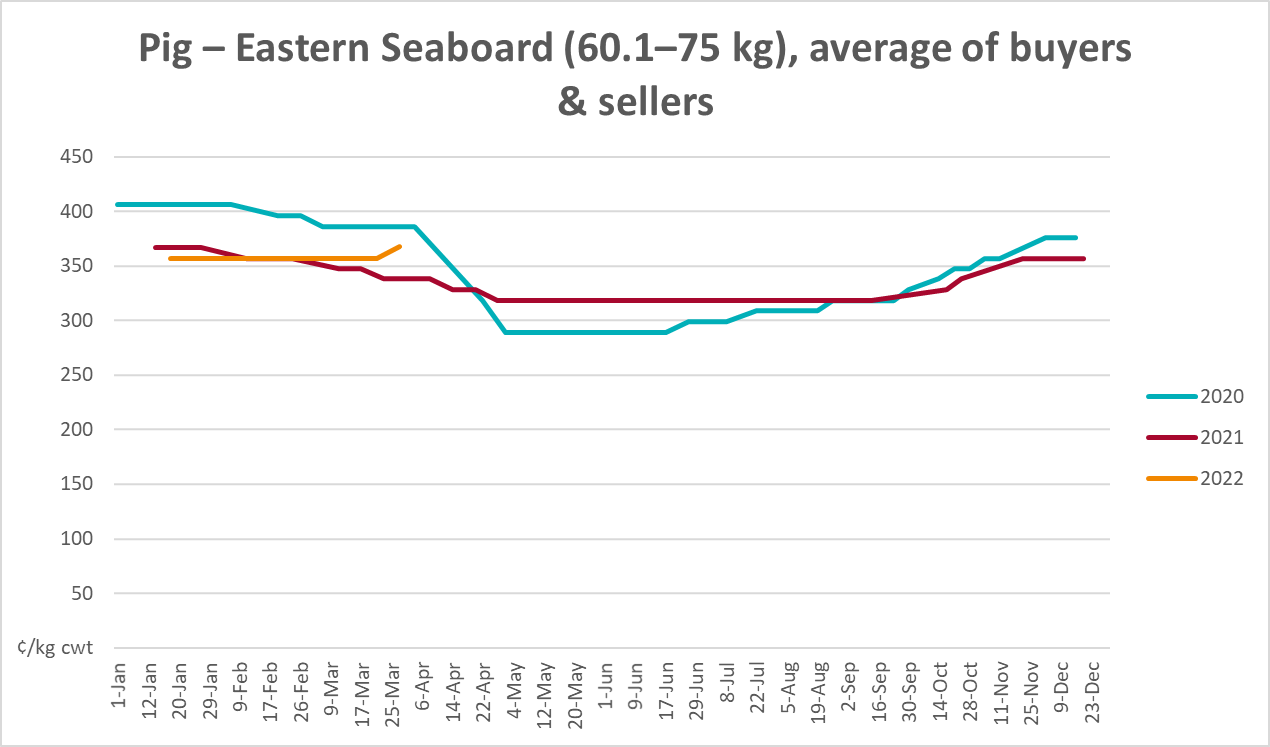 Pig – Eastern Seaboard (60.1–75 kg), average of buyers
& sellers
450
400
350
300
250
200
150
100
50
¢/kg cwt
1-Jan
12-Jan
20-Jan
29-Jan
9-Feb
17-Feb
26-Feb
9-Mar
17-Mar
25-Mar
6-Apr
14-Apr
22-Apr
4-May
12-May
20-May
1-Jun
9-Jun
17-Jun
29-Jun
8-Jul
22-Jul
5-Aug
19-Aug
2-Sep
16-Sep
30-Sep
14-Oct
28-Oct
11-Nov
25-Nov
9-Dec
23-Dec
2020
2021
2022